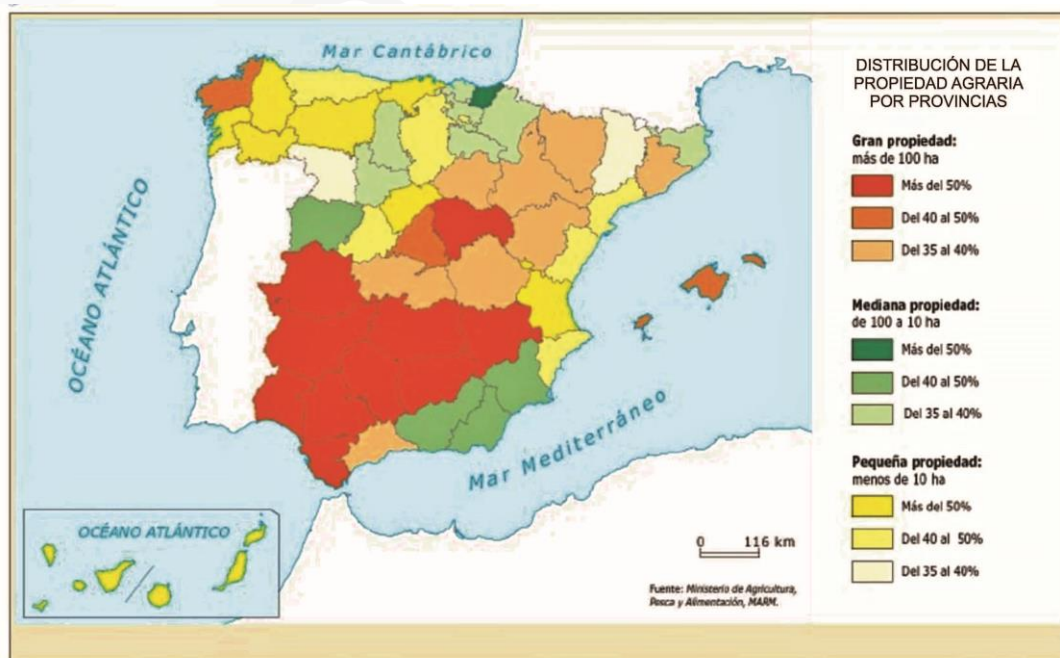 Mar Cantábrico
OCÉANO ATLÁNTICO
Mar Mediterráneo
OCÉANO ATLÁNTICO
0 116 km
Fuente: Ministerio de Agricultura,
Pesca y Alimentación, MARM.
DISTRIBUCIÓN DE LA
PROPIEDAD AGRARIA
POR PROVINCIAS
Gran propiedad:
más de 100 ha
Más del 50%
Del 40 al 50%
Del 35 al 40%
Mediana propiedad:
de 100 a 10 ha
Más del 50%
Del 40 al 50%
Del 35 al 40%
Pequeña propiedad:
menos de 10 ha
Más del 50%
Del 40 al 50%
Del 35 al 40%